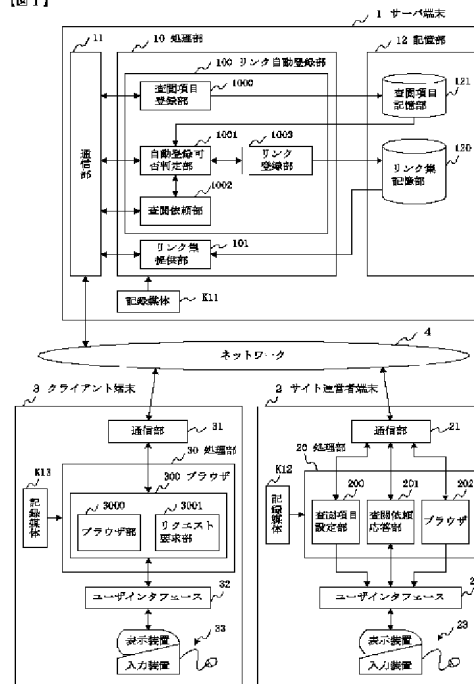 【図１】
1 サーバ端末
11
10 処理部
12 記憶部
100 リンク自動登録部
査閲項目
登録部
1000
査閲項目
記憶部
121
通信部
1001
自動登録可
否判定部
1003
リンク
登録部
リンク集
記憶部
120
1002
査閲依頼部
リンク集
提供部
101
記録媒体
K11
4
ネットワーク
3 クライアント端末
2 サイト運営者端末
通信部
31
通信部
21
30 処理部
20 処理部
K13
記録媒体
300 ブラウザ
3000
ブラウザ部
3001
リクエスト
要求部
K12
記録媒体
200
査閲項目
設定部
201
査閲依頼
応答部
202
ブラウザ
32
ユーザインタフェース
ユーザインタフェース
表示装置
33
入力装置
表示装置
23
入力装置